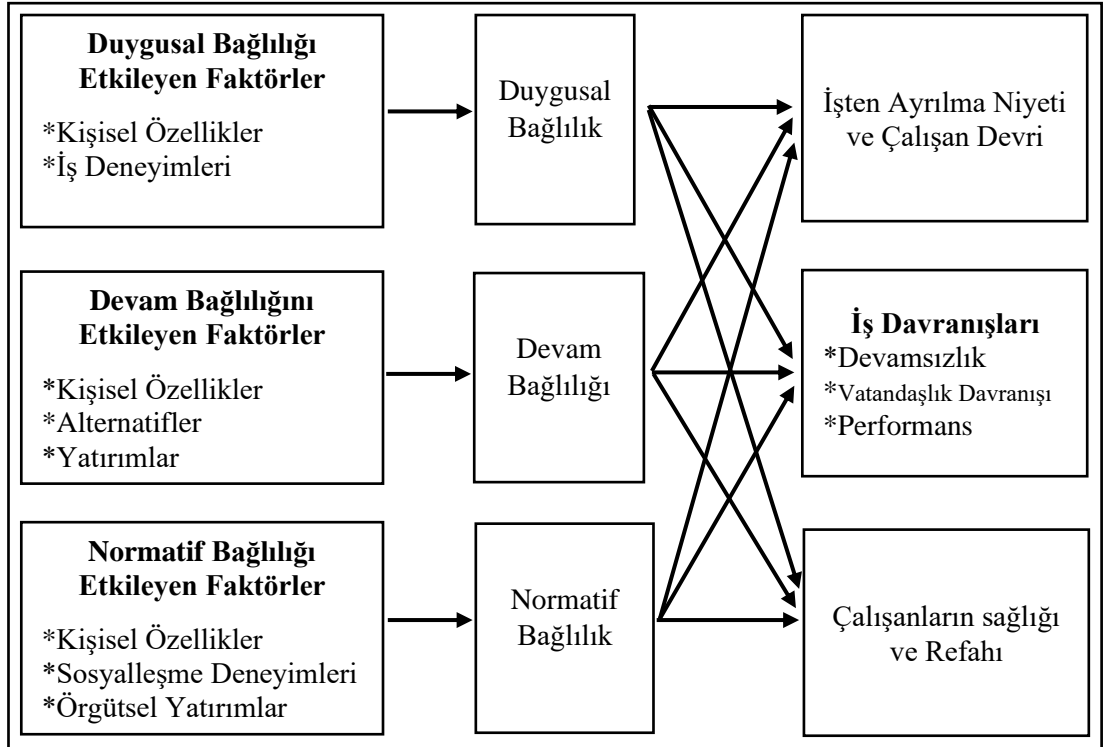 Duygusal Bağlılığı
Etkileyen Faktörler
*Kişisel Özellikler
*İş Deneyimleri
Duygusal
Bağlılık
İşten Ayrılma Niyeti
ve Çalışan Devri
Devam Bağlılığını
Etkileyen Faktörler
*Kişisel Özellikler
*Alternatifler
*Yatırımlar
Devam
Bağlılığı
İş Davranışları
*Devamsızlık
*Vatandaşlık Davranışı
*Performans
Normatif Bağlılığı
Etkileyen Faktörler
*Kişisel Özellikler
*Sosyalleşme Deneyimleri
*Örgütsel Yatırımlar
Normatif
Bağlılık
Çalışanların sağlığı
ve Refahı